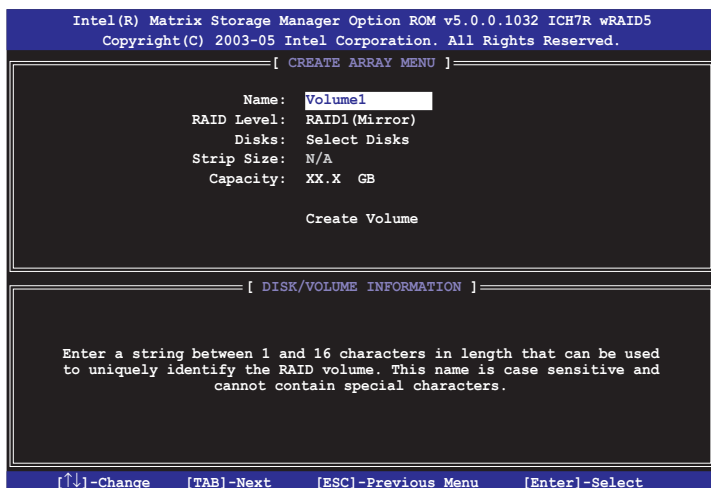 Intel(R) Matrix Storage Manager Option ROM v5.0.0.1032 ICH7R wRAID5
Copyright(C) 2003-05 Intel Corporation. All Rights Reserved.
[ CREATE ARRAY MENU ]
Name: Volume1
RAID Level: RAID1(Mirror)
Disks: Select Disks
Strip Size: N/A
Capacity: XX.X GB
Create Volume
[ DISK/VOLUME INFORMATION ]
Enter a string between 1 and 16 characters in length that can be used
to uniquely identify the RAID volume. This name is case sensitive and
cannot contain special characters.
[↑↓]-Change [TAB]-Next [ESC]-Previous Menu [Enter]-Select